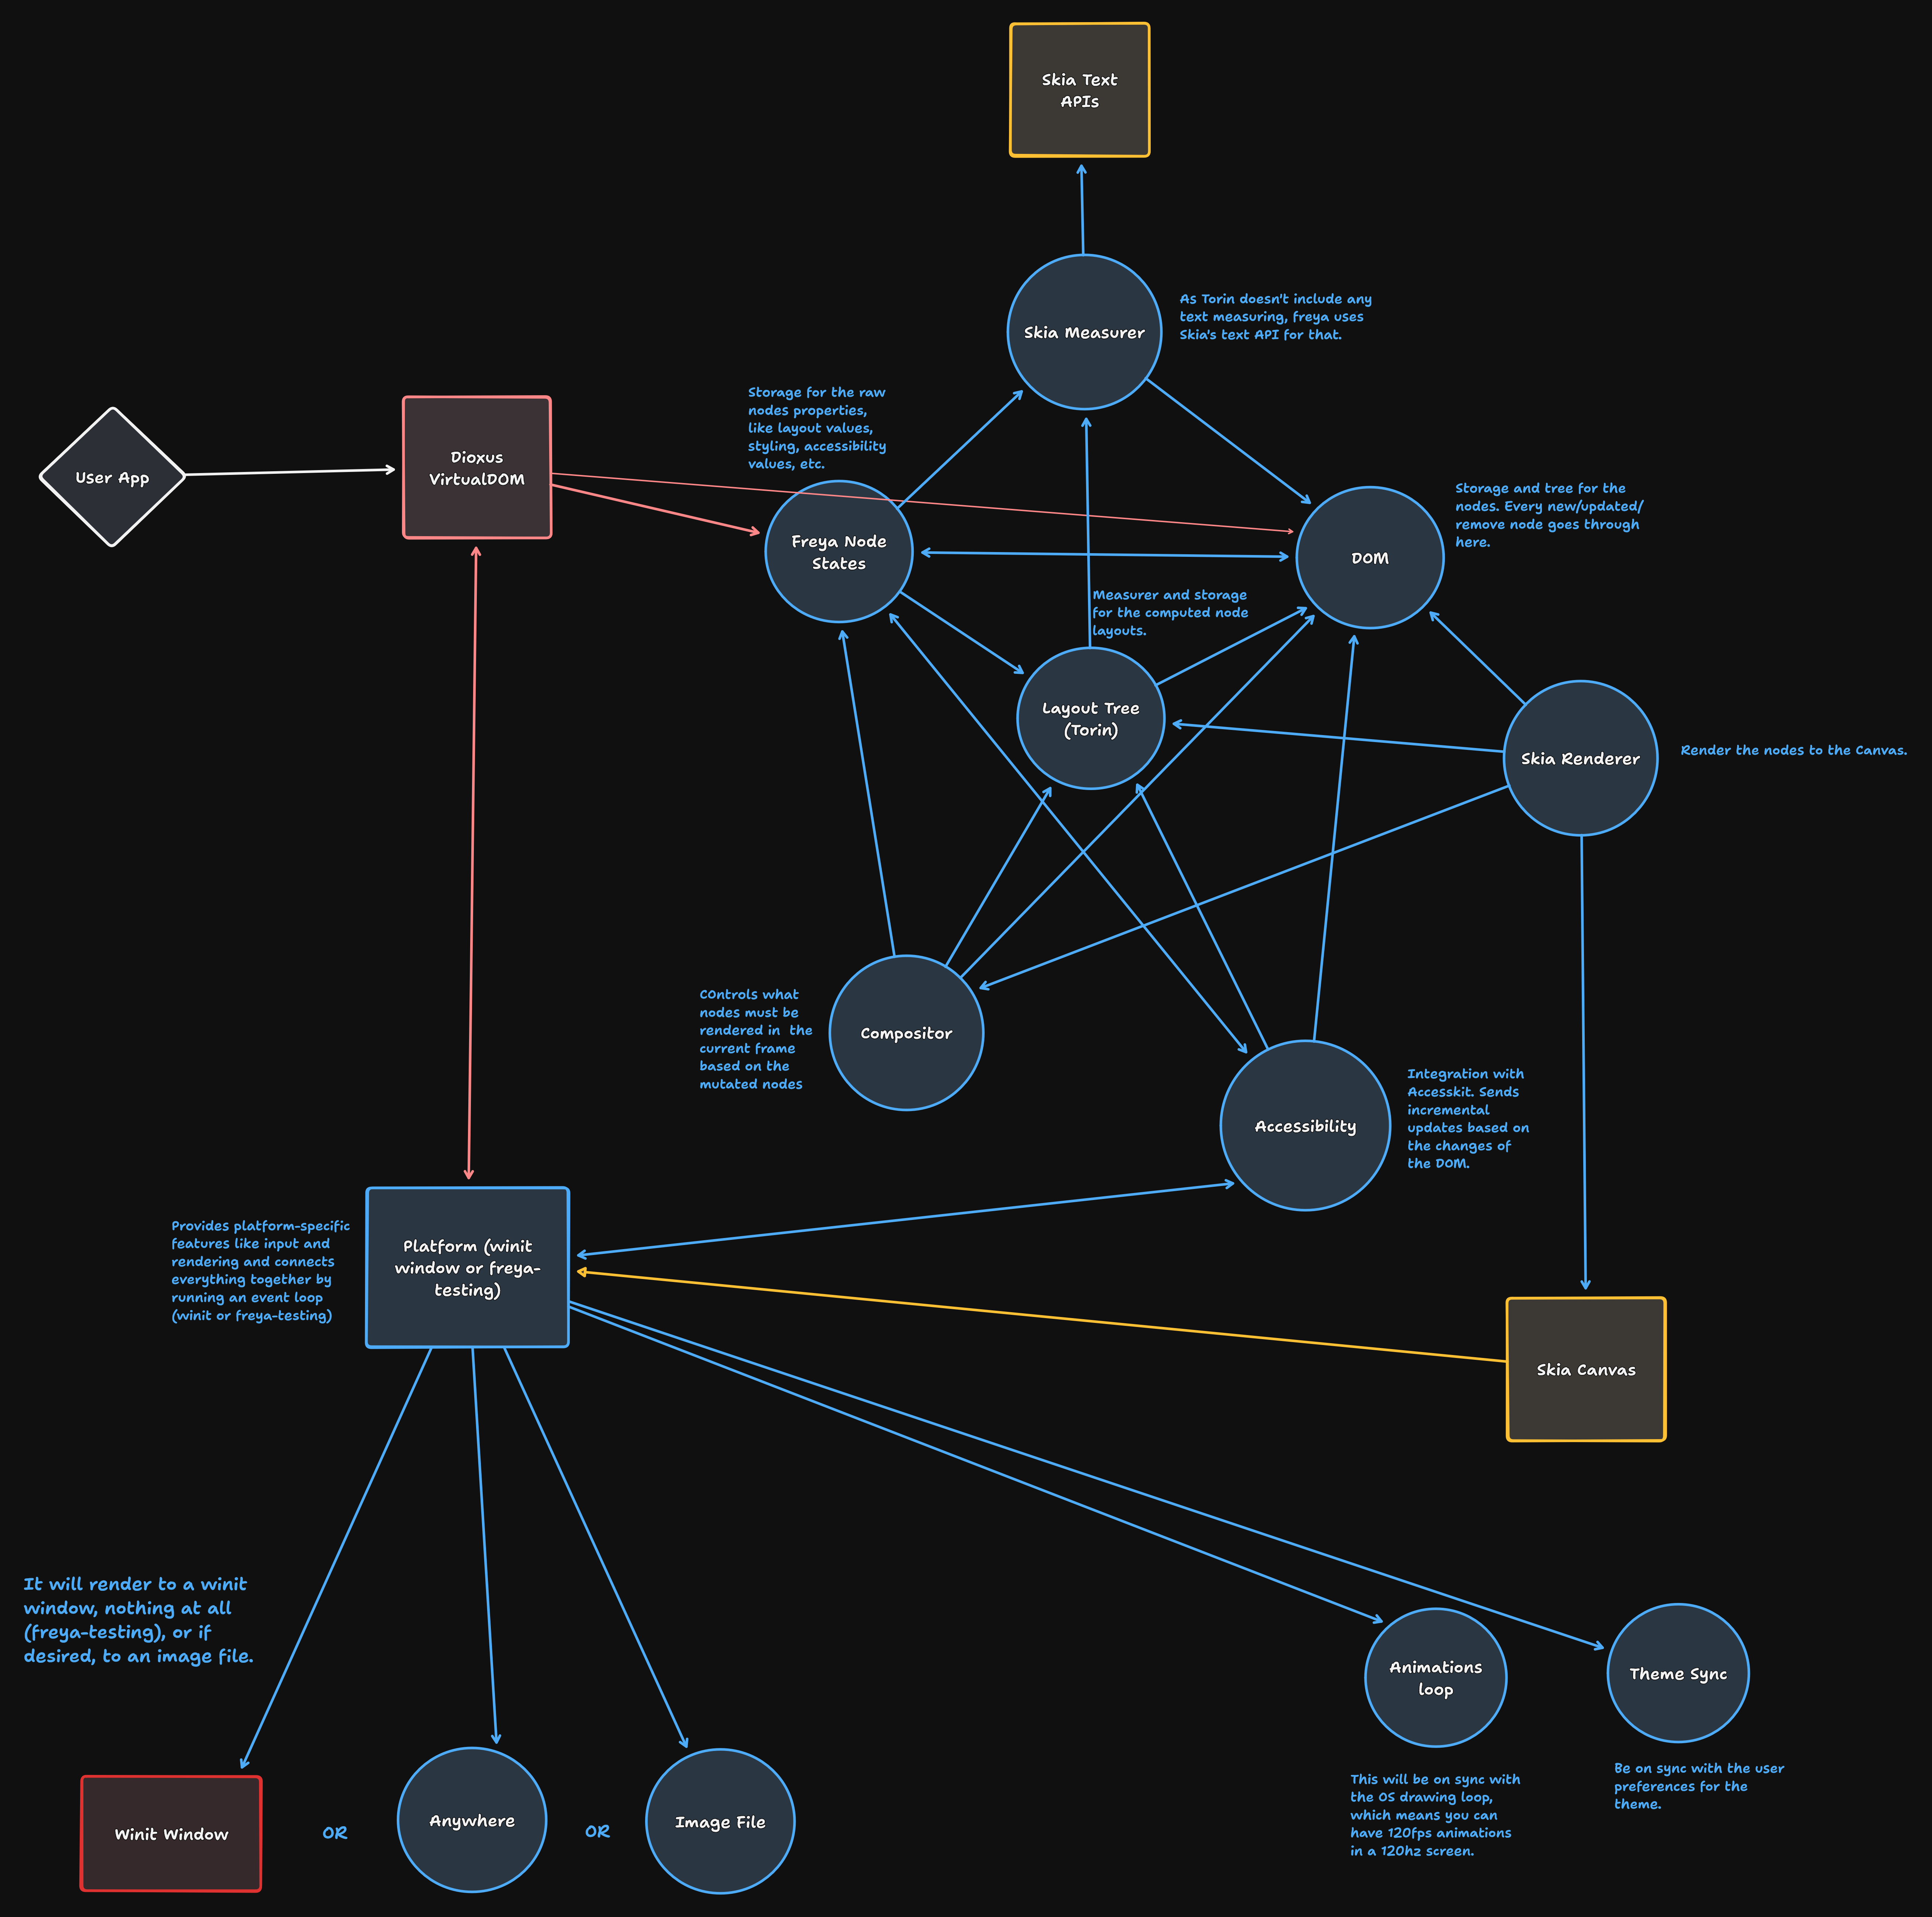 Skia Text
APIs
Skia Measurer
As Torin doesn't include any
text measuring, freya uses
Skia's text API for that.
Storage for the raw
nodes properties,
like layout values,
styling, accessibility
values, etc.
User App
Dioxus
VirtualDOM
Freya Node
States
DOM
Storage and tree for the
nodes. Every new/updated/
remove node goes through
here.
Measurer and storage
for the computed node
layouts.
Layout Tree
(Torin)
Skia Renderer
Render the nodes to the Canvas.
COntrols what
nodes must be
rendered in  the
current frame
based on the
mutated nodes
Compositor
Accessibility
Integration with
Accesskit. Sends
incremental
updates based on
the changes of
the DOM.
Provides platform-specific
features like input and
rendering and connects
everything together by
running an event loop
(winit or freya-testing)
Platform (winit
window or freya-
testing)
Skia Canvas
It will render to a winit
window, nothing at all
(freya-testing), or if
desired, to an image file.
Animations
loop
Theme Sync
This will be on sync with
the OS drawing loop,
which means you can
have 120fps animations
in a 120hz screen.
Be on sync with the user
preferences for the
theme.
Winit Window
OR
Anywhere
OR
Image File